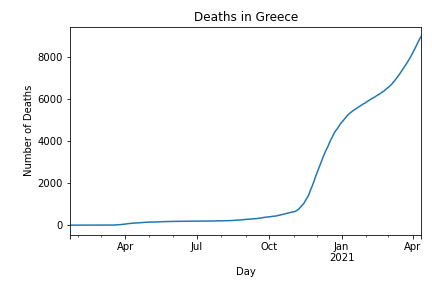 Deaths in Greece
Number of Deaths
8000
6000
4000
2000
0
Apr Jul Oct Jan Apr
2021
Day